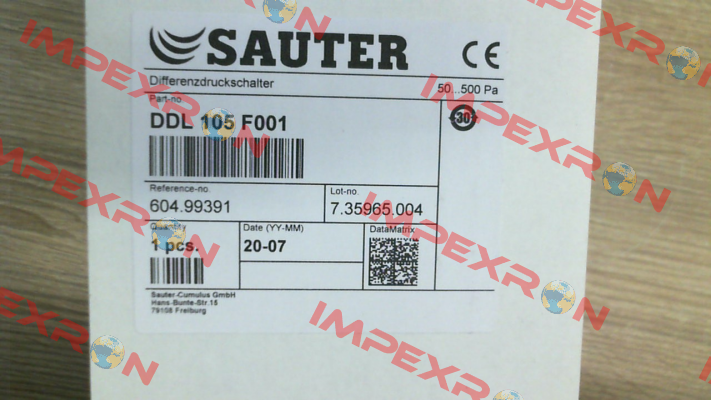 SAUTER CE
Differenzdruckschalter 50...500 Pa
Part-no.
DDL 105 F001
30
Reference-no. Lot-no.
604.99391 7.35965.004
Quantity Date (YY-MM) DataMatrix
1 pcs. 20-07
Sauter-Cumulus GmbH
Hans-Bunte-Str.15
79108 Freiburg
IMPEXRON
IMPEXRON
IMPEXRON
IMPEXRON
IMPEXRON
IMPEXRON